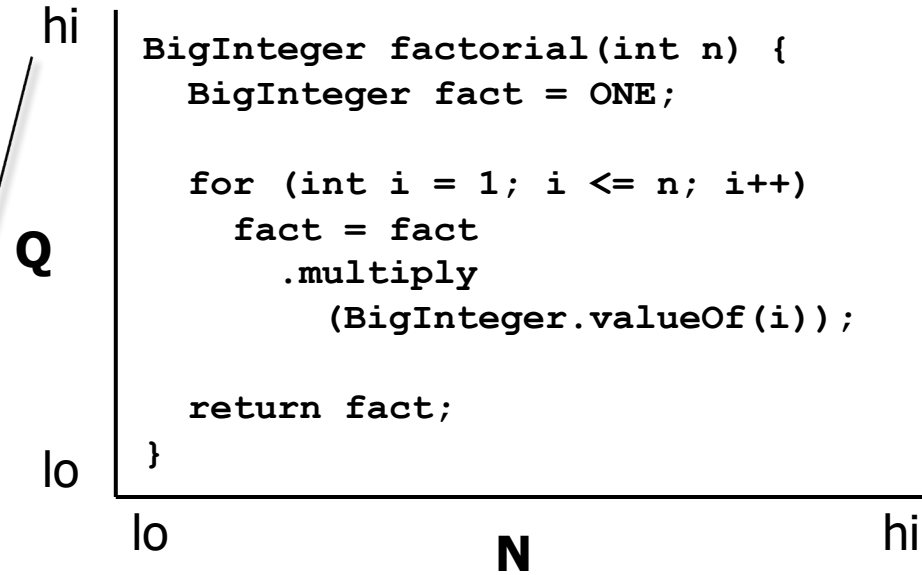 hi
BigInteger factorial(int n) {
BigInteger fact = ONE;
for (int i = 1; i <= n; i++)
fact = fact
.multiply
(BigInteger.valueOf(i));
return fact;
}
Q
lo
lo
N
hi